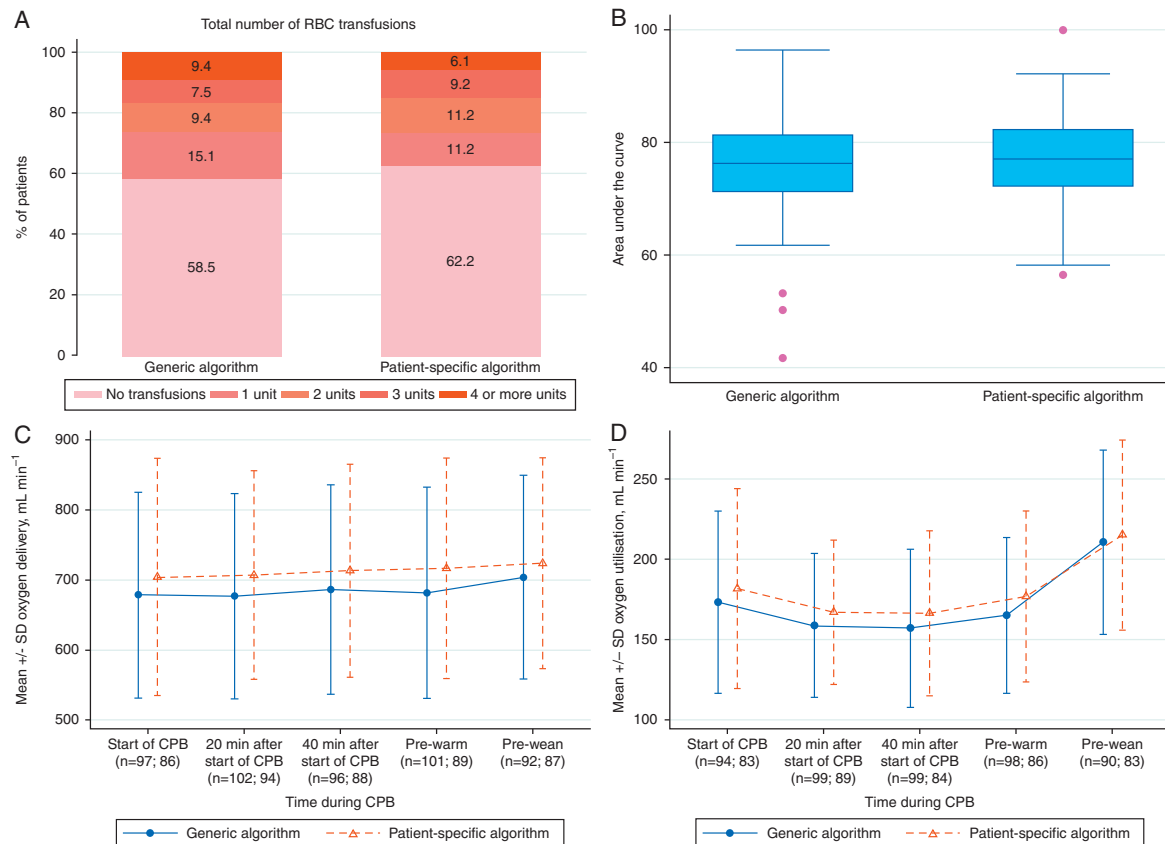 A
Total number of RBC transfusions
% of patients
100
80
60
40
20
0
9.4
7.5
9.4
15.1
58.5
6.1
9.2
11.2
11.2
62.2
Generic algorithm
Patient-specific algorithm
No transfusions 1 unit 2 units 3 units 4 or more units
B
Area under the curve
100
80
60
40
Generic algorithm
Patient-specific algorithm
C
Mean +/− SD oxygen delivery, mL min−1
900
800
700
600
500
Start of CPB
(n=97; 86)
20 min after
start of CPB
(n=102; 94)
40 min after
start of CPB
(n=96; 88)
Pre-warm
(n=101; 89)
Pre-wean
(n=92; 87)
Time during CPB
Generic algorithm Patient-specific algorithm
D
Mean +/− SD oxygen utilisation, mL min−1
250
200
150
100
Start of CPB
(n=94; 83)
20 min after
start of CPB
(n=99; 89)
40 min after
start of CPB
(n=99; 84)
Pre-warm
(n=98; 86)
Pre-wean
(n=90; 83)
Time during CPB
Generic algorithm Patient-specific algorithm